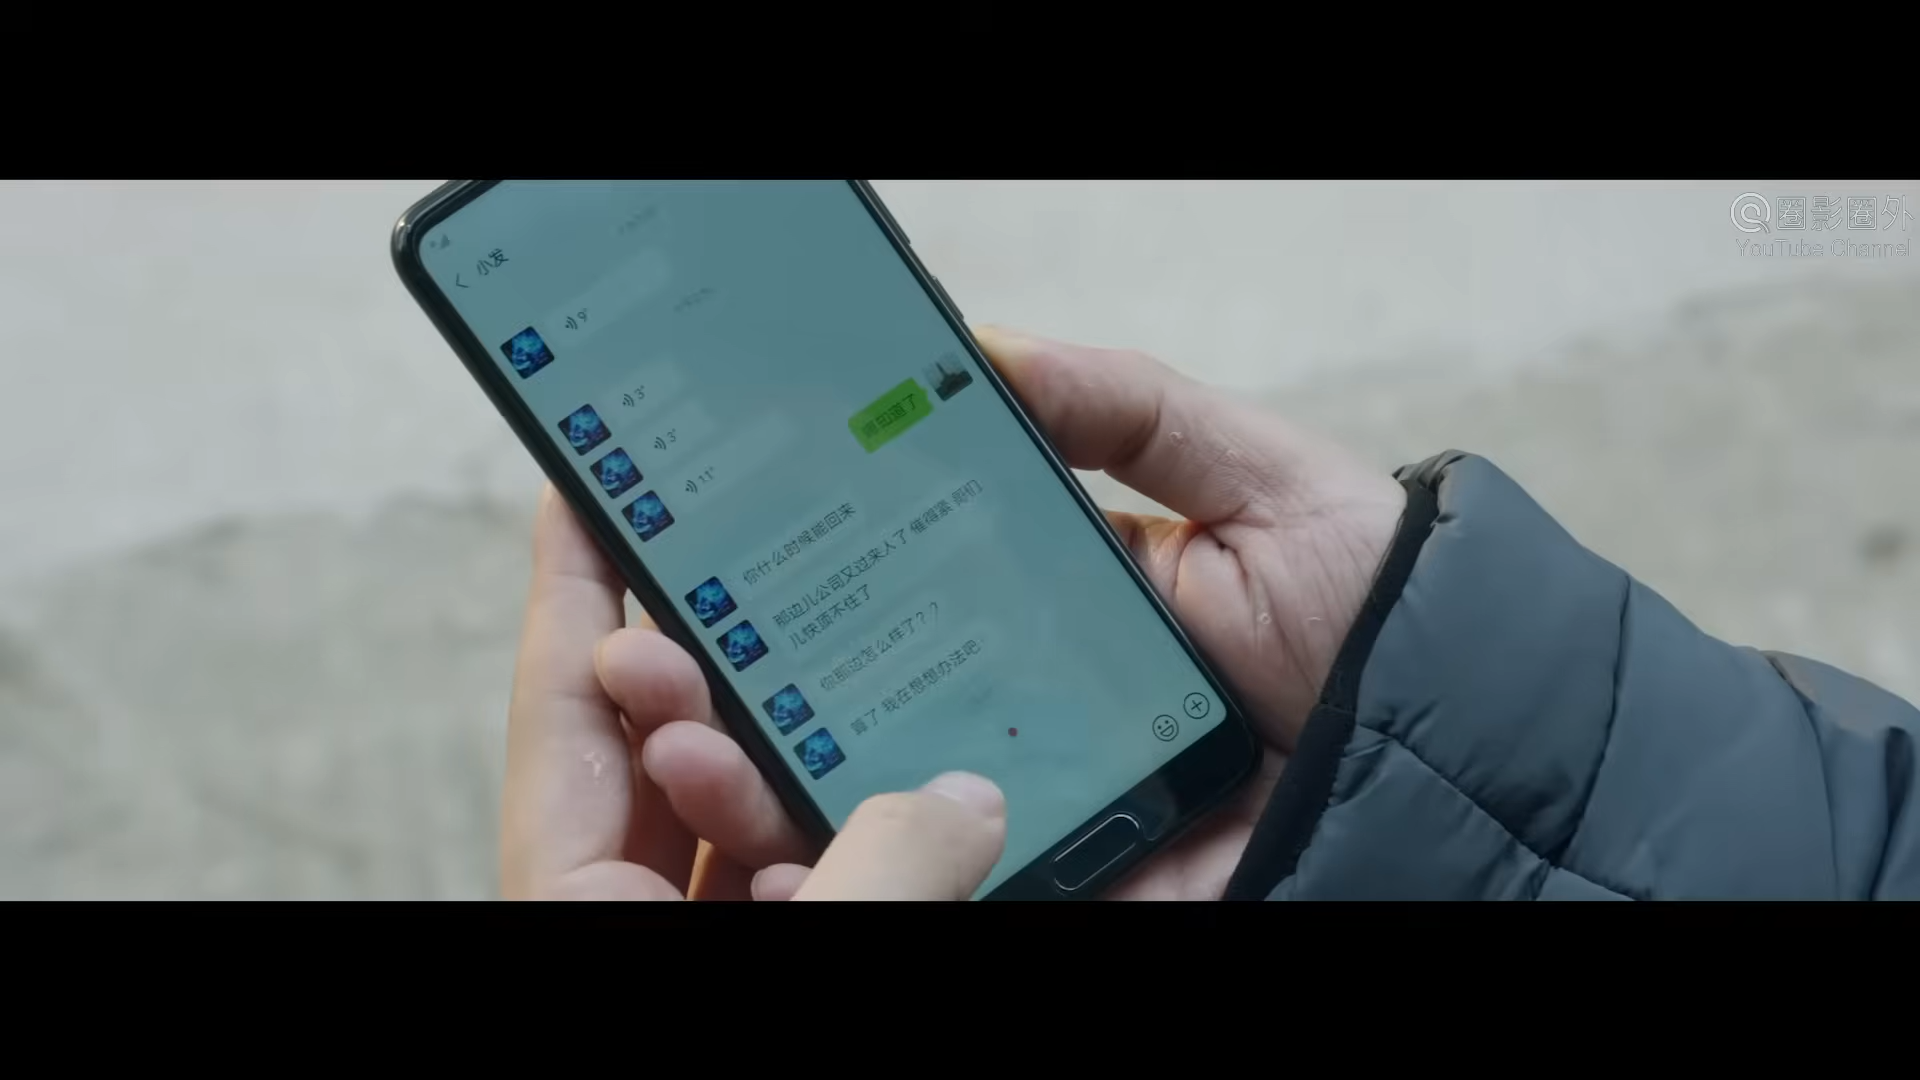 圈影圈外
YouTube Channel
小发
9"
3"
3"
11"
知道了
你什么时候能回来
那边儿公司又过来人了 催得紧 哥们
儿快顶不住了
你那边怎么样了？？
算了 我在想想办法吧